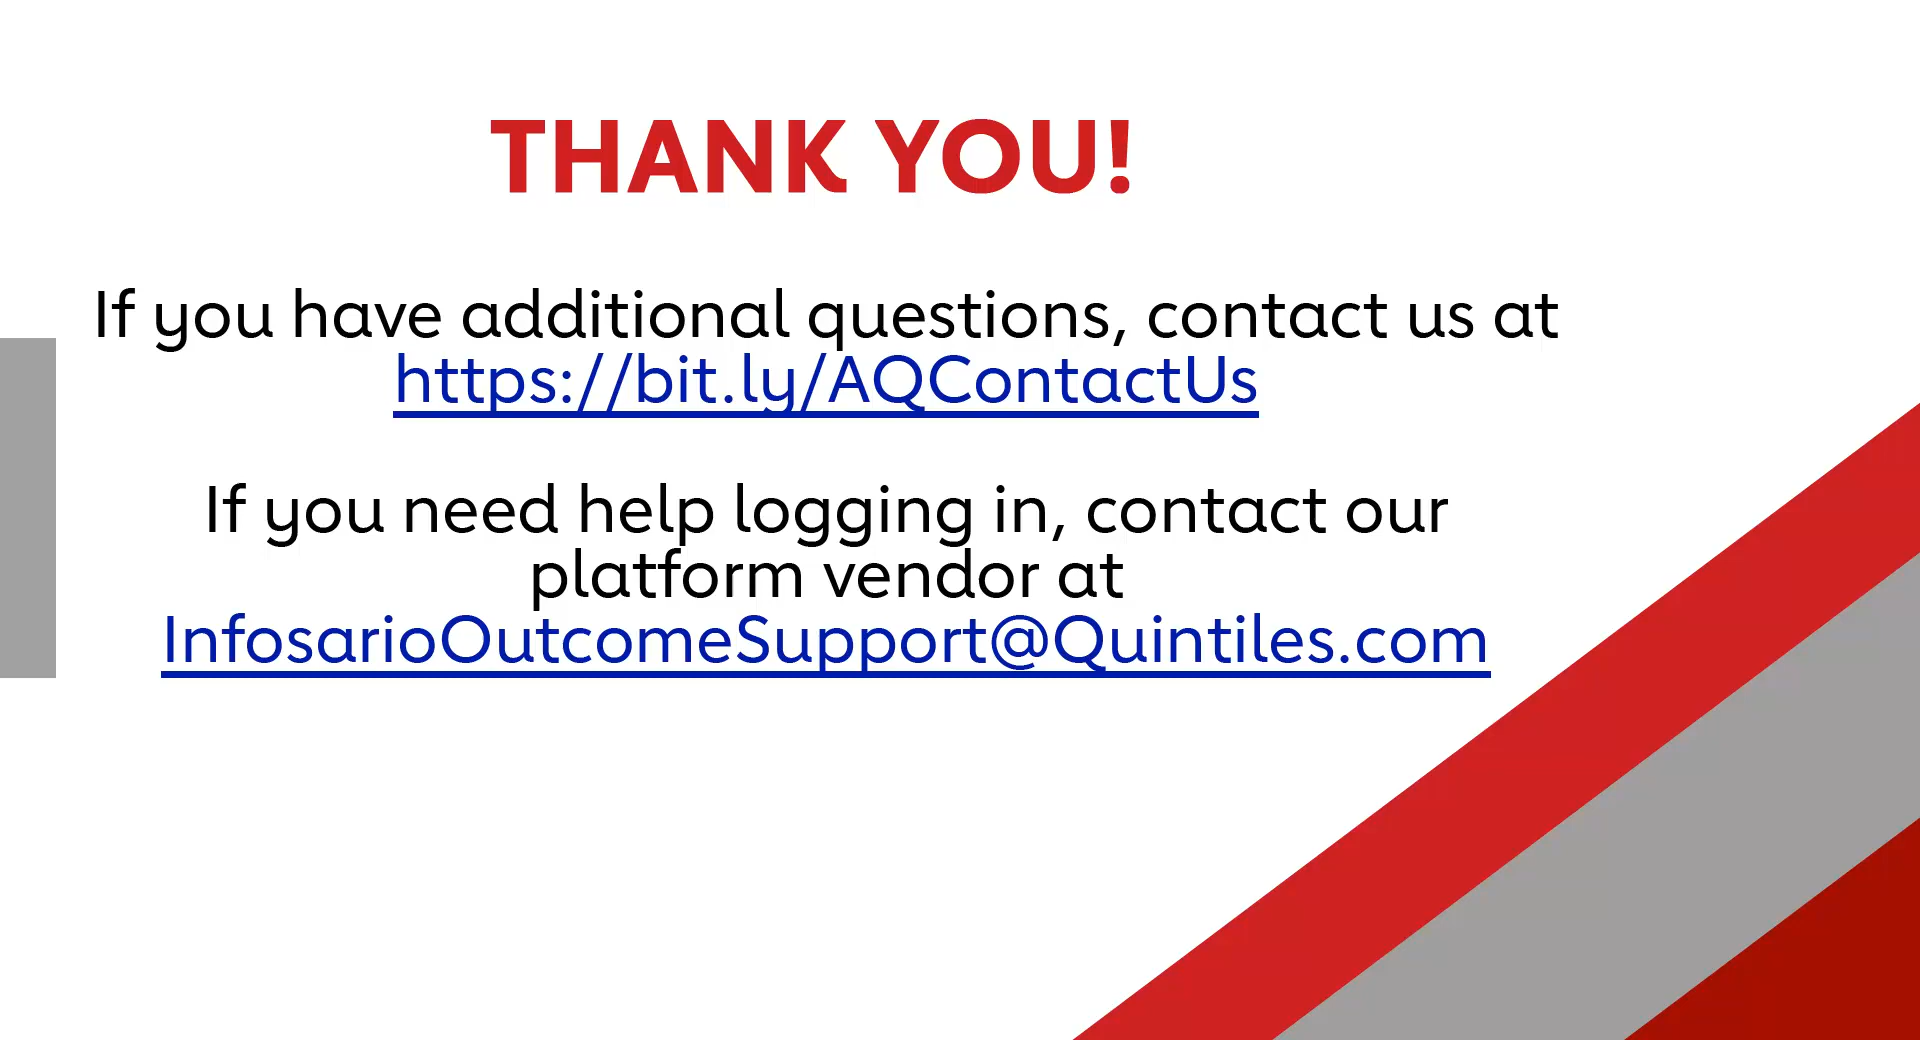 THANK YOU!
If you have additional questions, contact us at
https://bit.ly/AQContactUs
If you need help logging in, contact our
platform vendor at
InfosarioOutcomeSupport@Quintiles.com